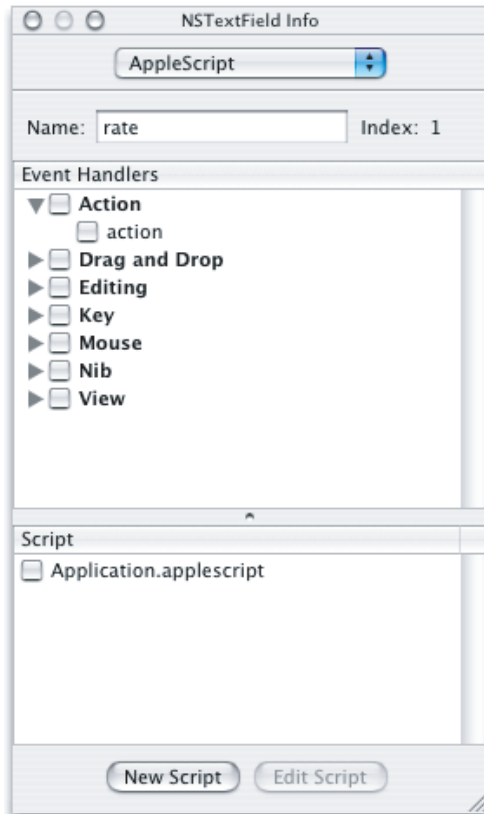 NSTextField Info
AppleScript
Name: rate Index: 1
Event Handlers
Action
action
Drag and Drop
Editing
Key
Mouse
Nib
View
Script
Application.applescript
New Script Edit Script